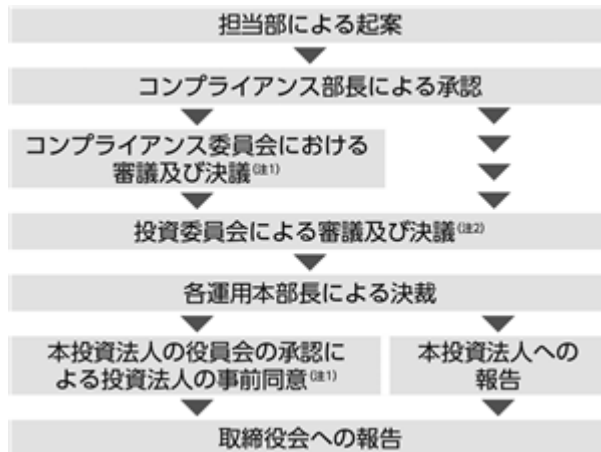 担当部による起案
コンプライアンス部長による承認
コンプライアンス委員会における
審議及び決議(注1)
投資委員会による審議及び決議(注2)
各運用本部長による決裁
本投資法人の役員会の承認に
よる投資法人の事前同意(注1)
本投資法人への
報告
取締役会への報告